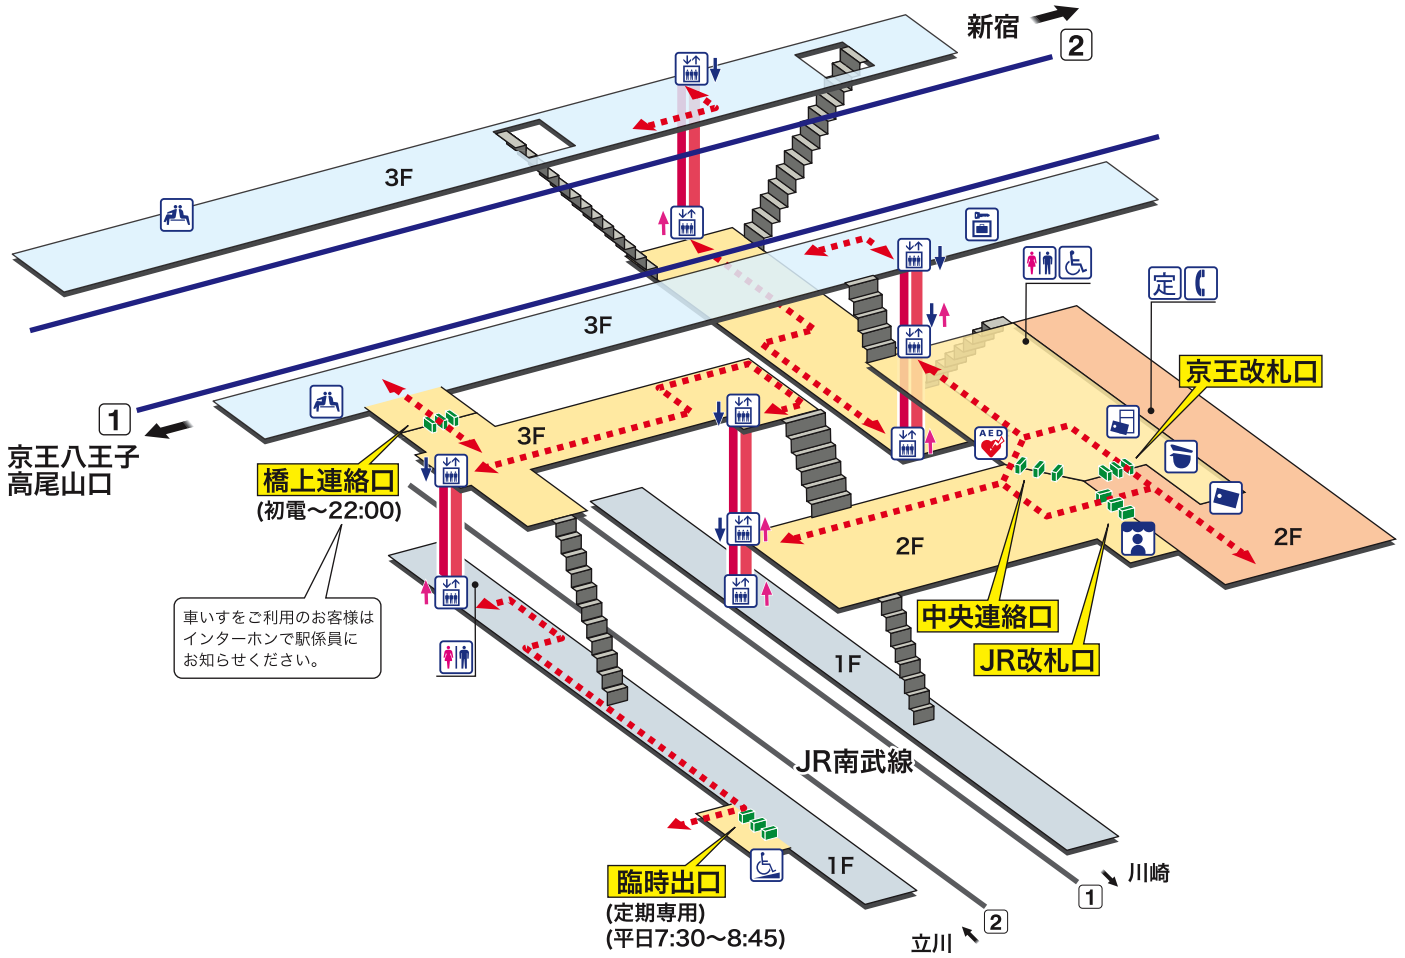 新宿
2
3F
3F
定
京王改札口
1
京王八王子
高尾山口
3F
AED
橋上連絡口
(初電～22:00)
2F
2F
車いすをご利用のお客様は
インターホンで駅係員に
お知らせください。
中央連絡口
JR改札口
1F
JR南武線
1F
臨時出口
(定期専用)
(平日7:30～8:45)
川崎
1
2
立川